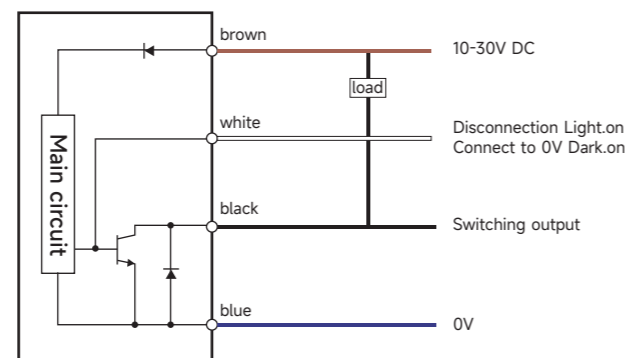 brown
10-30V DC
load
white
Disconnection Light.on
Connect to 0V Dark.on
Main circuit
black
Switching output
blue
0V